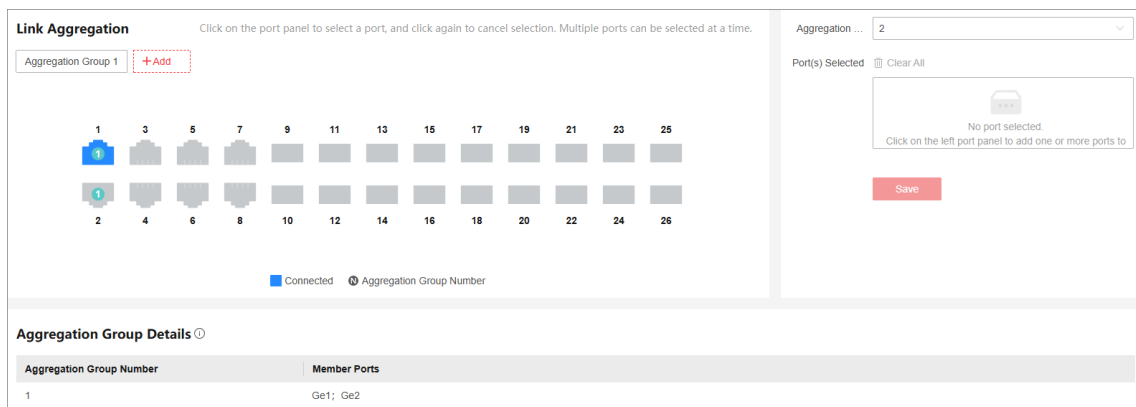 Link Aggregation
Click on the port panel to select a port, and click again to cancel selection. Multiple ports can be selected at a time.
Aggregation Group 1
+Add
1 3 5 7 9 11 13 15 17 19 21 23 25
1
1
2 4 6 8 10 12 14 16 18 20 22 24 26
Connected
N Aggregation Group Number
Aggregation ...
2
Port(s) Selected
Clear All
No port selected.
Click on the left port panel to add one or more ports to
Save
Aggregation Group Details
Aggregation Group Number
Member Ports
1
Ge1; Ge2